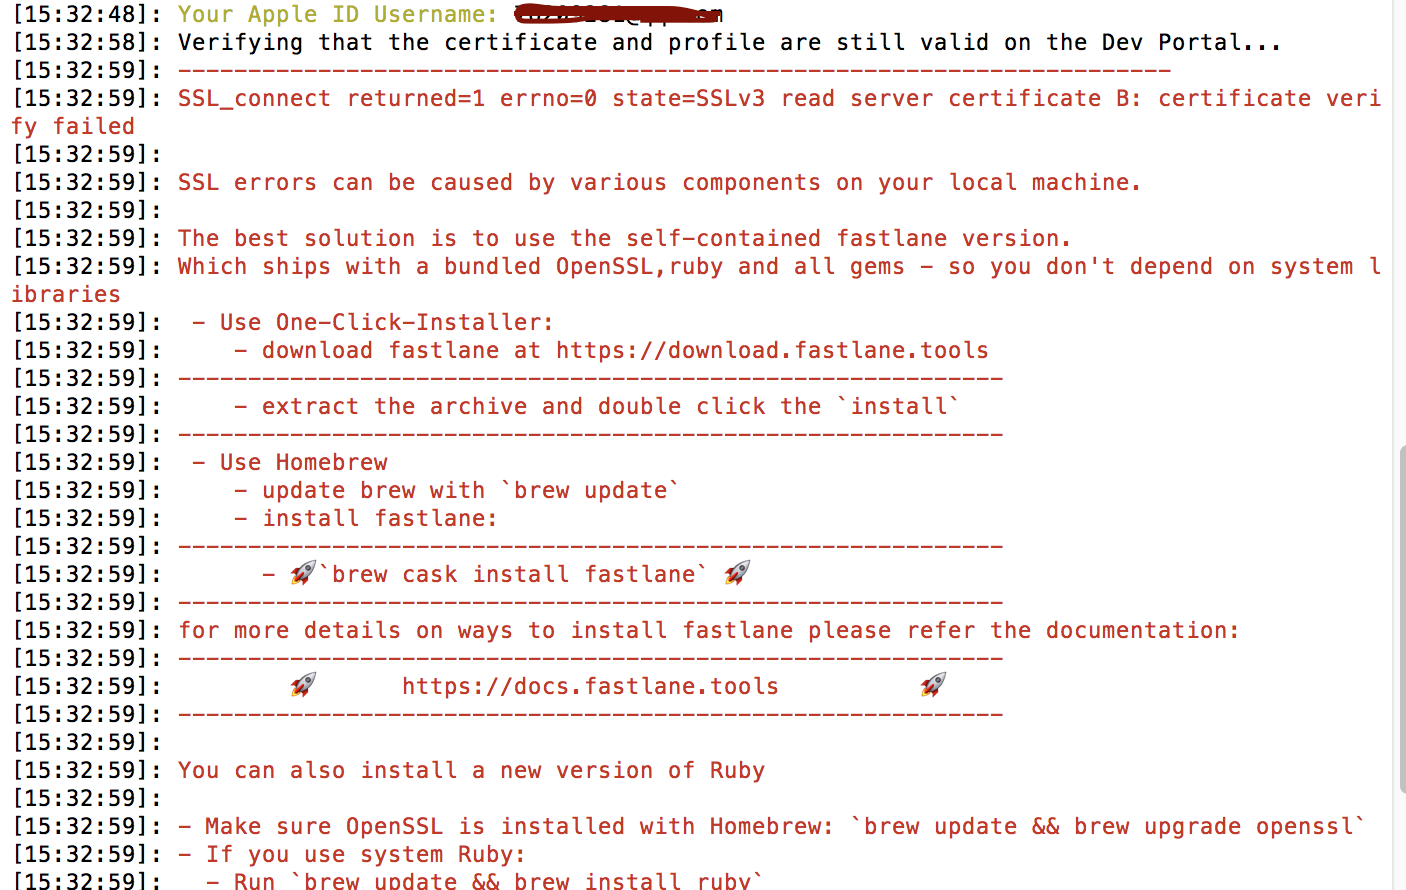 [15:32:48]: Your Apple ID Username:
[15:32:58]: Verifying that the certificate and profile are still valid on the Dev Portal...
[15:32:59]: -----------------------------------------------------------------------
[15:32:59]: SSL_connect returned=1 errno=0 state=SSLv3 read server certificate B: certificate veri
fy failed
[15:32:59]:
[15:32:59]: SSL errors can be caused by various components on your local machine.
[15:32:59]:
[15:32:59]: The best solution is to use the self-contained fastlane version.
[15:32:59]: Which ships with a bundled OpenSSL,ruby and all gems - so you don't depend on system l
ibraries
[15:32:59]:  - Use One-Click-Installer:
[15:32:59]:     - download fastlane at https://download.fastlane.tools
[15:32:59]: -----------------------------------------------------------
[15:32:59]:     - extract the archive and double click the `install`
[15:32:59]: -----------------------------------------------------------
[15:32:59]:  - Use Homebrew
[15:32:59]:     - update brew with `brew update`
[15:32:59]:     - install fastlane:
[15:32:59]: -----------------------------------------------------------
[15:32:59]:       - 🚀`brew cask install fastlane` 🚀
[15:32:59]: -----------------------------------------------------------
[15:32:59]: for more details on ways to install fastlane please refer the documentation:
[15:32:59]: -----------------------------------------------------------
[15:32:59]:         🚀      https://docs.fastlane.tools          🚀
[15:32:59]: -----------------------------------------------------------
[15:32:59]:
[15:32:59]: You can also install a new version of Ruby
[15:32:59]:
[15:32:59]: - Make sure OpenSSL is installed with Homebrew: `brew update && brew upgrade openssl`
[15:32:59]: - If you use system Ruby:
[15:32:59]:   - Run `brew update && brew install ruby`